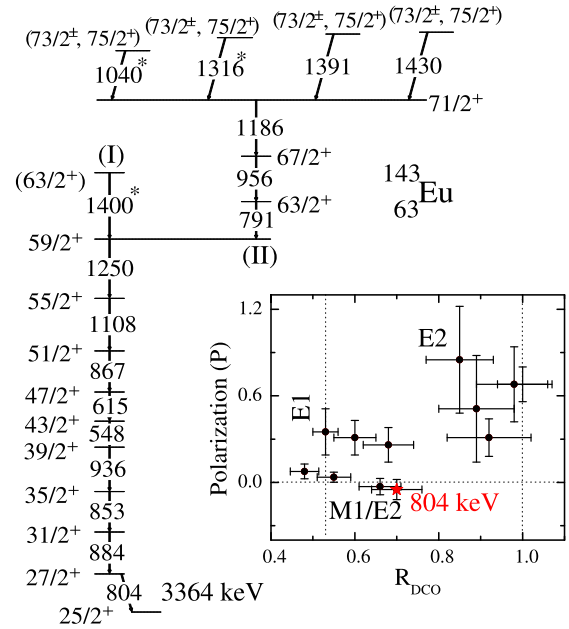 (73/2±, 75/2+) (73/2±, 75/2+) (73/2±, 75/2+) (73/2±, 75/2+)
1040* 1316* 1391 1430
71/2+
1186
67/2+
(I)
956
143
63 Eu
(63/2+)
63/2+
1400*
791
59/2+
(II)
1250
55/2+
1108
51/2+
867
47/2+
615
43/2+
548
39/2+
936
35/2+
853
31/2+
884
27/2+
804
3364 keV
25/2+
Polarization (P)
1.2
0.6
0.0
E1
E2
M1/E2
804 keV
0.4 0.6 0.8 1.0
RDCO